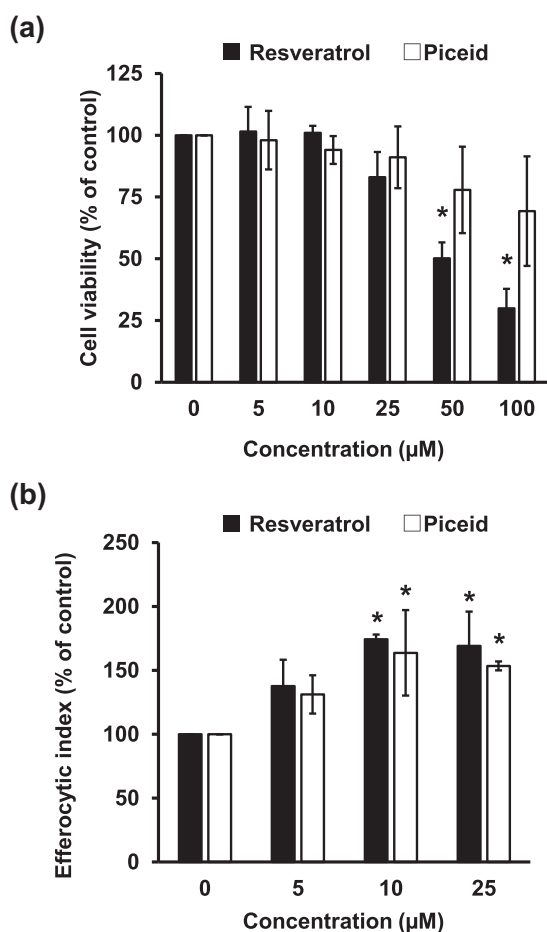 (a)
Resveratrol Piceid
125
100
75
50
25
0
Cell viability (% of control)
*
*
0 5 10 25 50 100
Concentration (µM)
(b)
Resveratrol Piceid
250
200
150
100
50
0
Efferocytic index (% of control)
* * * *
0 5 10 25
Concentration (µM)